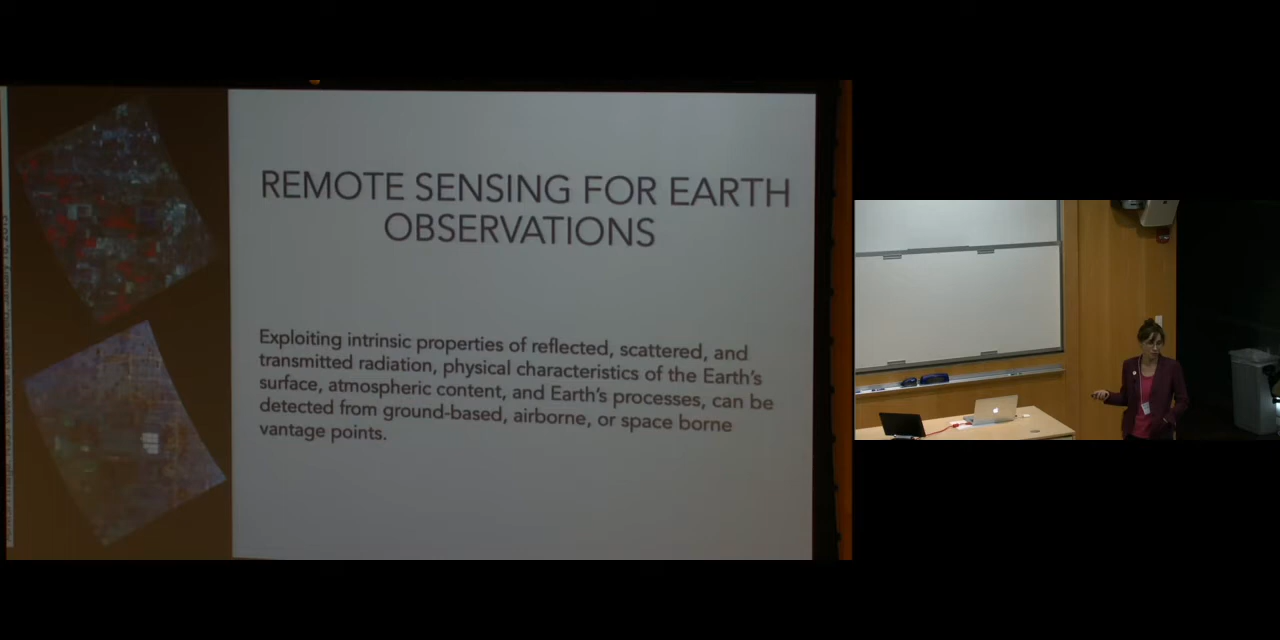 REMOTE SENSING FOR EARTH
OBSERVATIONS
Exploiting intrinsic properties of reflected, scattered, and
transmitted radiation, physical characteristics of the Earth's
surface, atmospheric content, and Earth's processes, can be
detected from ground-based, airborne, or space borne
vantage points.